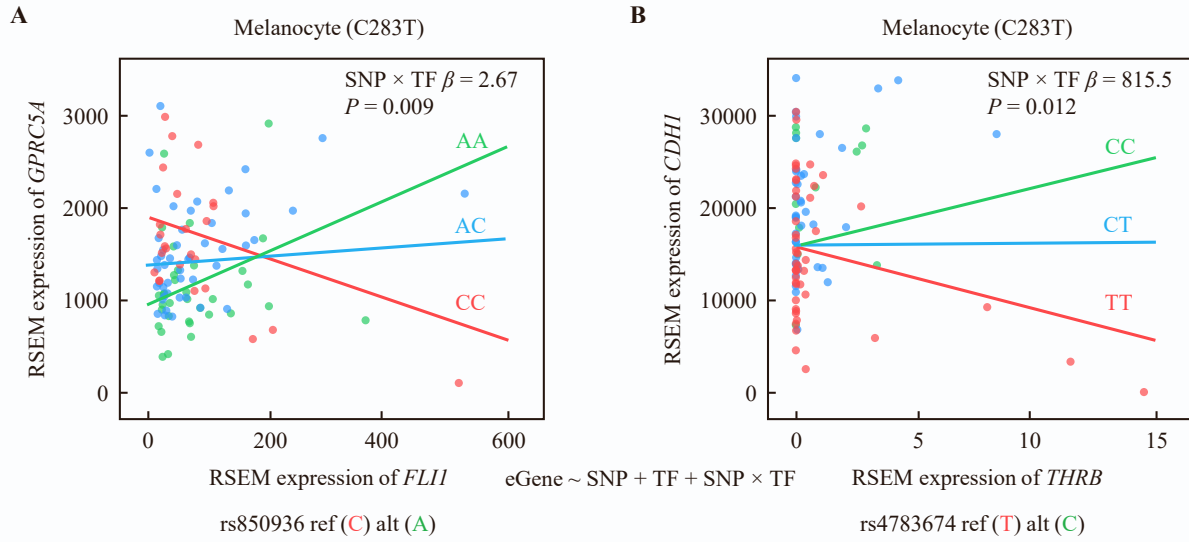 A
Melanocyte (C283T)
SNP × TF β = 2.67
P = 0.009
RSEM expression of GPRC5A
3000
2000
1000
0
AA
AC
CC
0 200 400 600
RSEM expression of FLI1
rs850936 ref (C) alt (A)
eGene ~ SNP + TF + SNP × TF
B
Melanocyte (C283T)
SNP × TF β = 815.5
P = 0.012
RSEM expression of CDH1
30000
20000
10000
0
CC
CT
TT
0 5 10 15
RSEM expression of THRB
rs4783674 ref (T) alt (C)